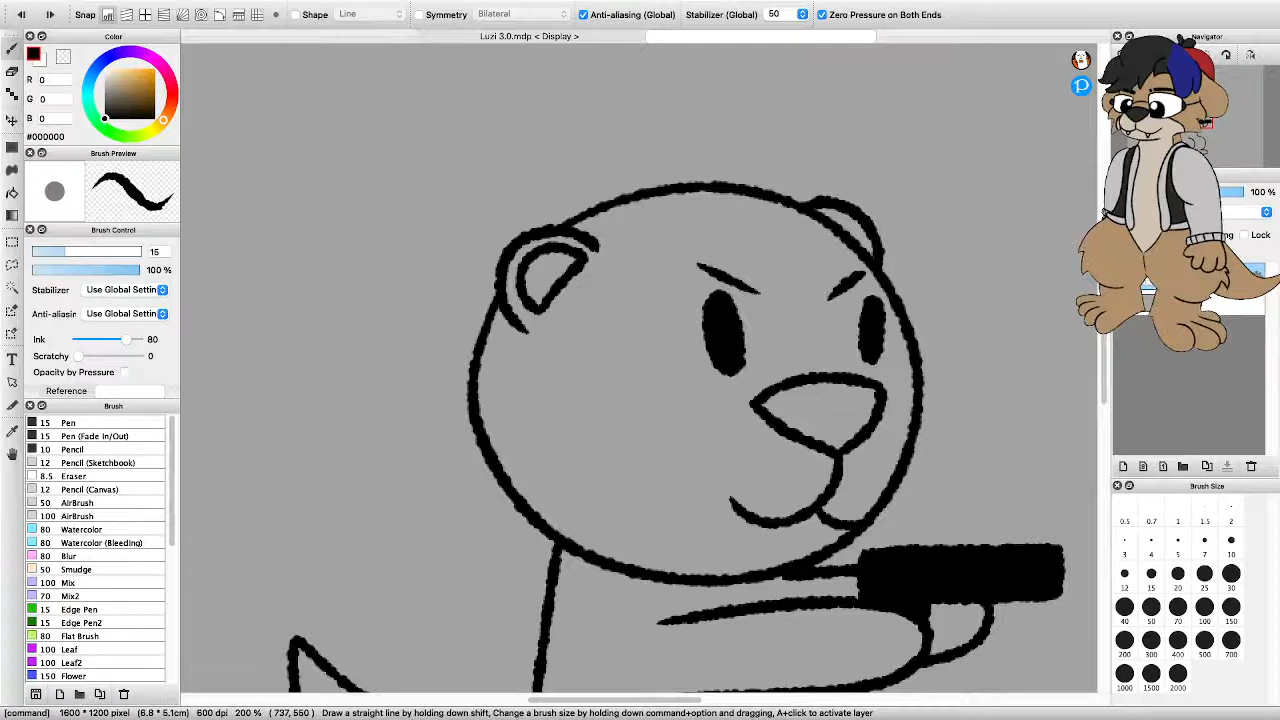 Snap
Shape Line
Symmetry Bilateral
Anti-aliasing (Global)
Stabilizer (Global) 50
Zero Pressure on Both Ends
Color
Luzi 3.0.mdp < Display >
Navigator
R 0
G 0
B 0
#000000
Brush Preview
Brush Control
15
100 %
Stabilizer Use Global Settin
Anti-aliasin Use Global Settin
Ink 80
Scratchy 0
Opacity by Pressure
Reference
Brush
15 Pen
15 Pen (Fade In/Out)
10 Pencil
12 Pencil (Sketchbook)
8.5 Eraser
12 Pencil (Canvas)
50 AirBrush
100 AirBrush
80 Watercolor
80 Watercolor (Bleeding)
80 Blur
50 Smudge
100 Mix
70 Mix2
15 Edge Pen
15 Edge Pen2
80 Flat Brush
100 Leaf
100 Leaf2
150 Flower
P
100 %
Lock
Brush Size
0.5 0.7 1 1.5 2
3 4 5 7 10
12 15 20 25 30
40 50 70 100 150
200 300 400 500 700
1000 1500 2000
[command] 1600 * 1200 pixel (6.8 * 5.1cm) 600 dpi 200 % ( 737, 550 ) Draw a straight line by holding down shift, Change a brush size by holding down command+option and dragging, A+click to activate layer